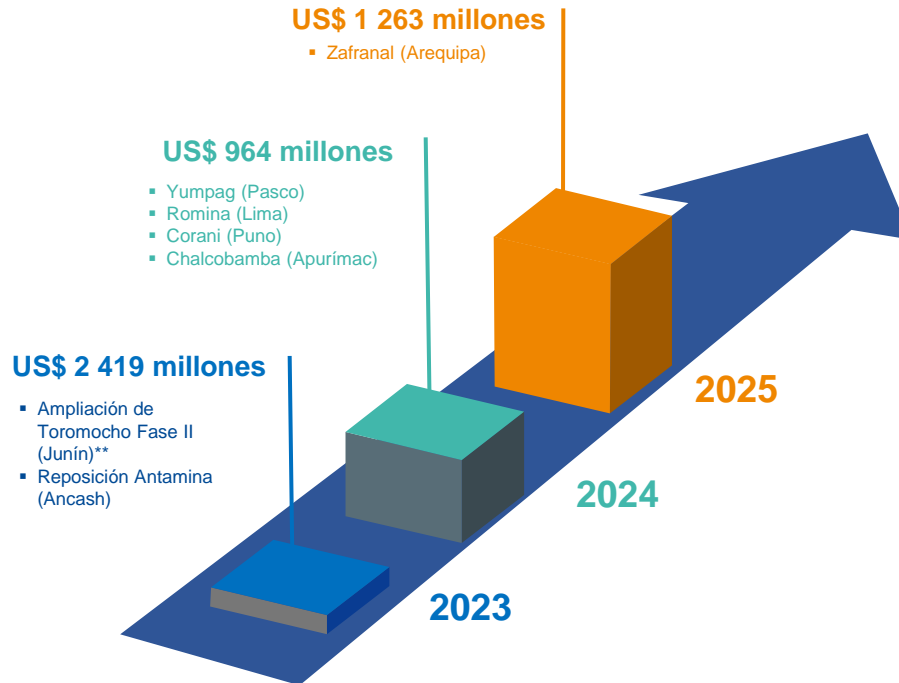 US$ 1 263 millones
▪ Zafranal (Arequipa)
US$ 964 millones
▪ Yumpag (Pasco)
▪ Romina (Lima)
▪ Corani (Puno)
▪ Chalcobamba (Apurímac)
US$ 2 419 millones
▪ Ampliación de
Toromocho Fase II
(Junín)**
▪ Reposición Antamina
(Ancash)
2025
2024
2023